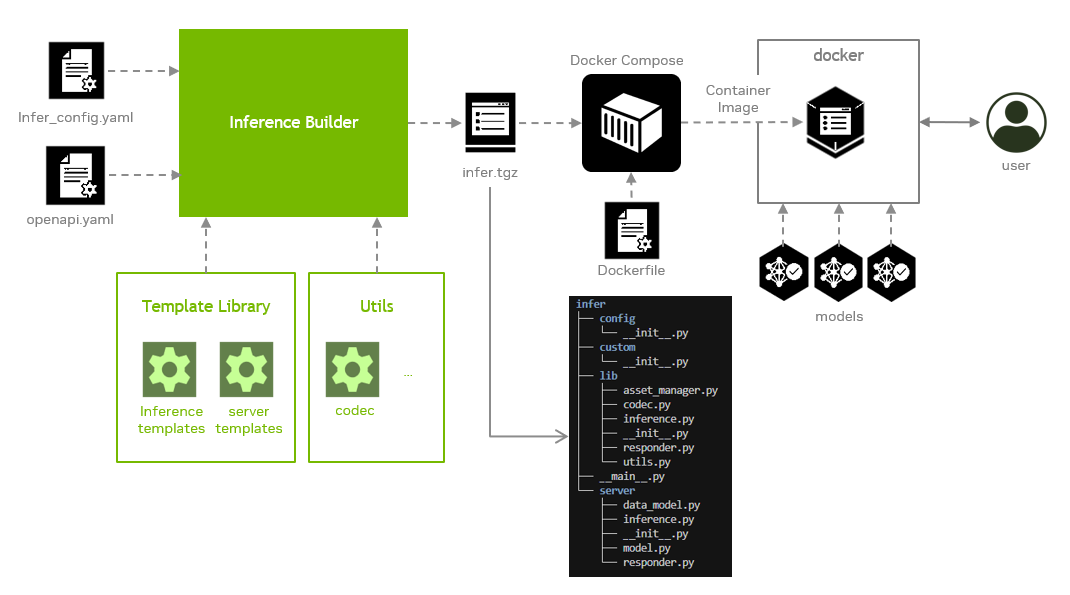 Infer_config.yaml
openapi.yaml
Inference Builder
infer.tgz
Docker Compose
Dockerfile
Container
Image
docker
user
models
Template Library
Inference
templates
server
templates
Utils
codec
...
infer
config
__init__.py
custom
__init__.py
lib
asset_manager.py
codec.py
inference.py
__init__.py
responder.py
utils.py
__main__.py
server
data_model.py
inference.py
__init__.py
model.py
responder.py